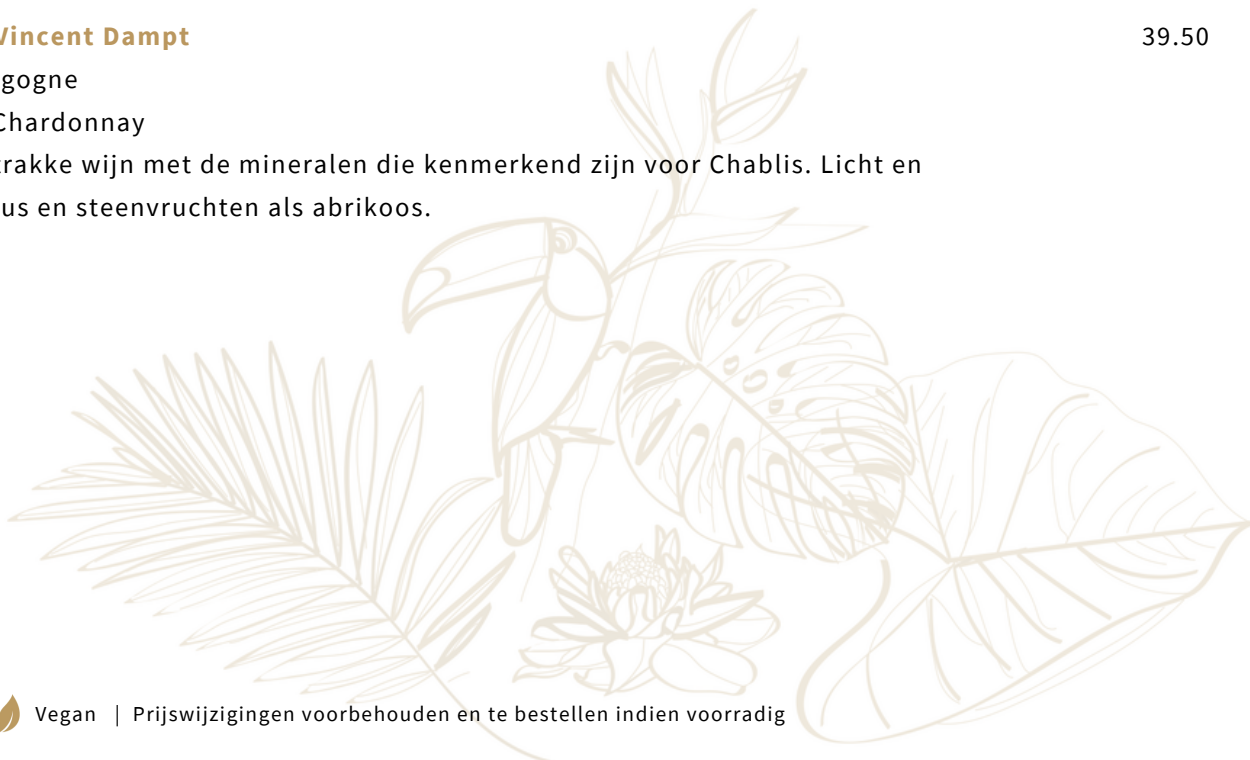 Vincent Dampt 39.50
gogne
Chardonnay
trakke wijn met de mineralen die kenmerkend zijn voor Chablis. Licht en
us en steenvruchten als abrikoos.
Vegan | Prijswijzigingen voorbehouden en te bestellen indien voorradig